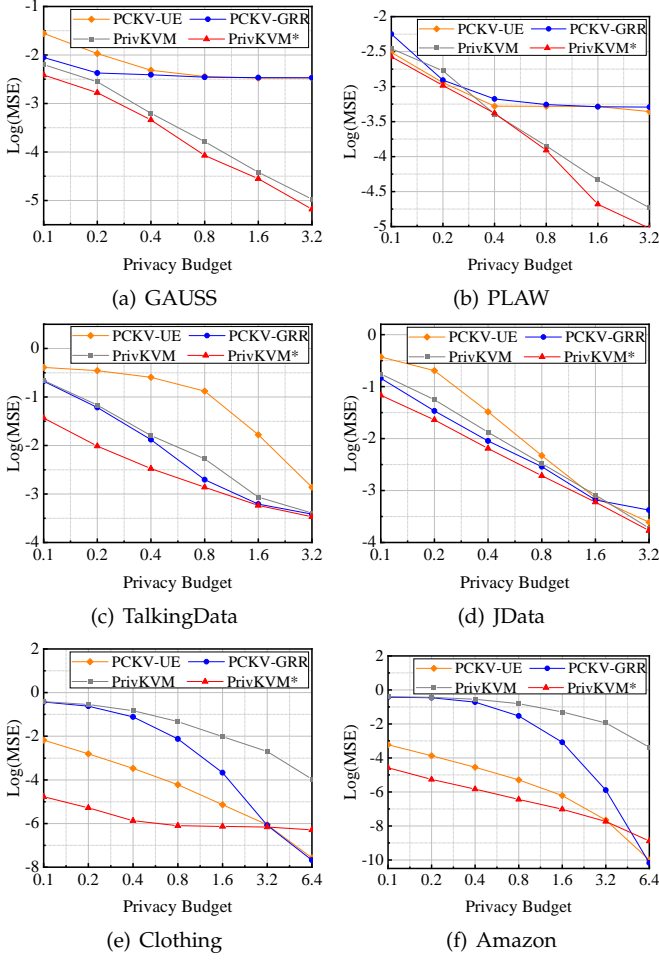 -1
-1.5
-2
-2.5
-3
-3.5
-4
-5
Log(MSE)
PCKV-UE
PCKV-GRR
PrivKVM
PrivKVM*
0.1 0.2 0.4 0.8 1.6 3.2
Privacy Budget
(a) GAUSS
-2
-2.5
-3
-3.5
-4
-4.5
-5
Log(MSE)
PCKV-UE
PCKV-GRR
PrivKVM
PrivKVM*
0.1 0.2 0.4 0.8 1.6 3.2
Privacy Budget
(b) PLAW
0
-1
-2
-3
-4
Log(MSE)
PCKV-UE
PCKV-GRR
PrivKVM
PrivKVM*
0.1 0.2 0.4 0.8 1.6 3.2
Privacy Budget
(c) TalkingData
0
-1
-2
-3
-4
Log(MSE)
PCKV-UE
PCKV-GRR
PrivKVM
PrivKVM*
0.1 0.2 0.4 0.8 1.6 3.2
Privacy Budget
(d) JData
2
0
-2
-4
-6
-8
Log(MSE)
PCKV-UE
PCKV-GRR
PrivKVM
PrivKVM*
0.1 0.2 0.4 0.8 1.6 3.2 6.4
Privacy Budget
(e) Clothing
2
0
-2
-4
-6
-8
-10
Log(MSE)
PCKV-UE
PCKV-GRR
PrivKVM
PrivKVM*
0.1 0.2 0.4 0.8 1.6 3.2 6.4
Privacy Budget
(f) Amazon